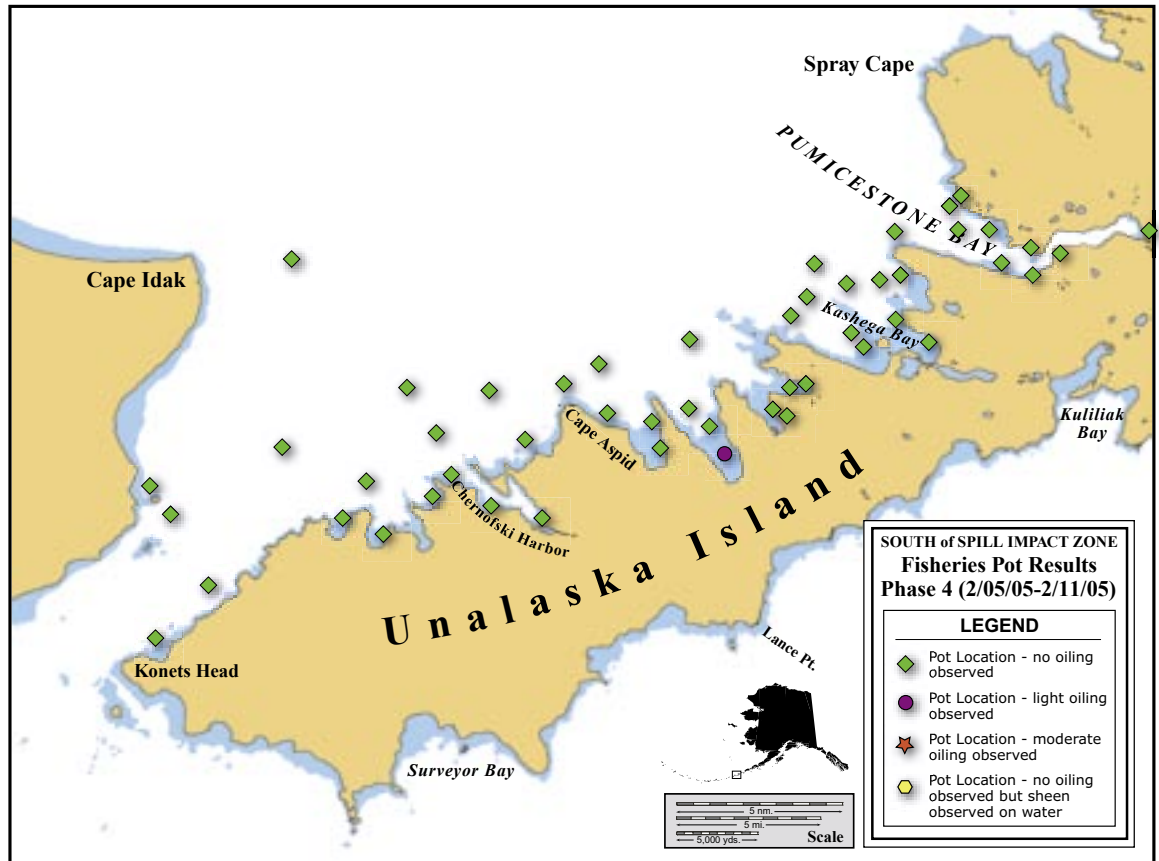 Spray Cape
PUMICESTONE BAY
Cape Idak
Kashega Bay
Kuliliak
Bay
Cape Aspid
Chernofski Harbor
Unalaska Island
Lance Pt.
Konets Head
Surveyor Bay
5 nm.
5 mi.
5,000 yds.
Scale
SOUTH of SPILL IMPACT ZONE
Fisheries Pot Results
Phase 4 (2/05/05-2/11/05)
LEGEND
Pot Location - no oiling
observed
Pot Location - light oiling
observed
Pot Location - moderate
oiling observed
Pot Location - no oiling
observed but sheen
observed on water